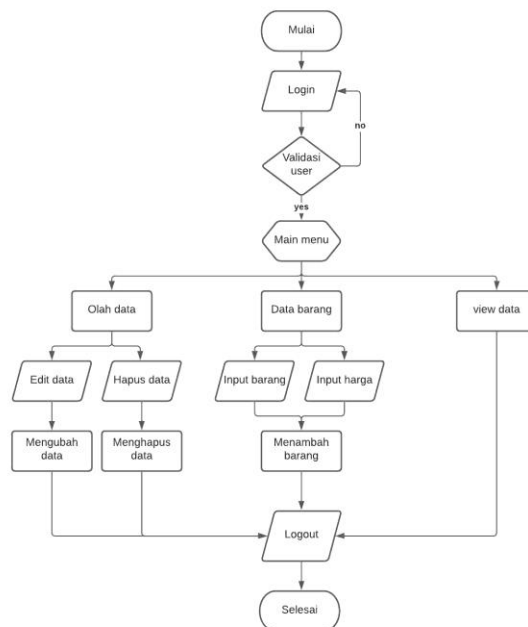 Mulai
Login
no
Validasi
user
yes
Main menu
Olah data
Data barang
view data
Edit data
Hapus data
Input barang
Input harga
Mengubah
data
Menghapus
data
Menambah
barang
Logout
Selesai